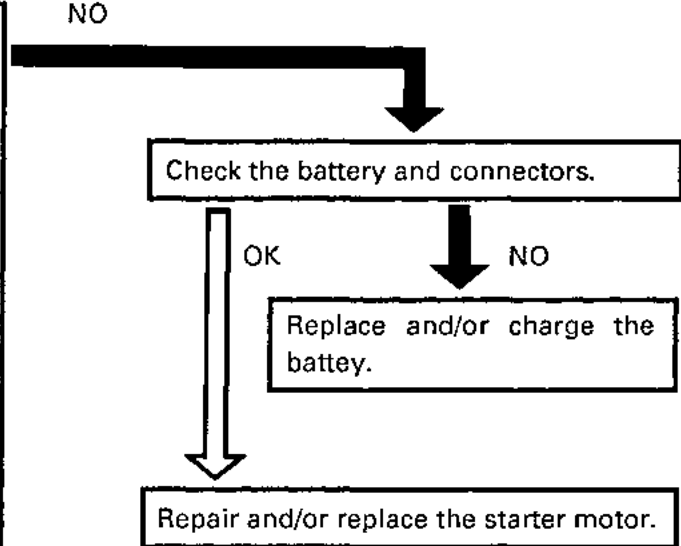 NO
Check the battery and connectors.
OK
NO
Replace and/or charge the
battey.
Repair and/or replace the starter motor.